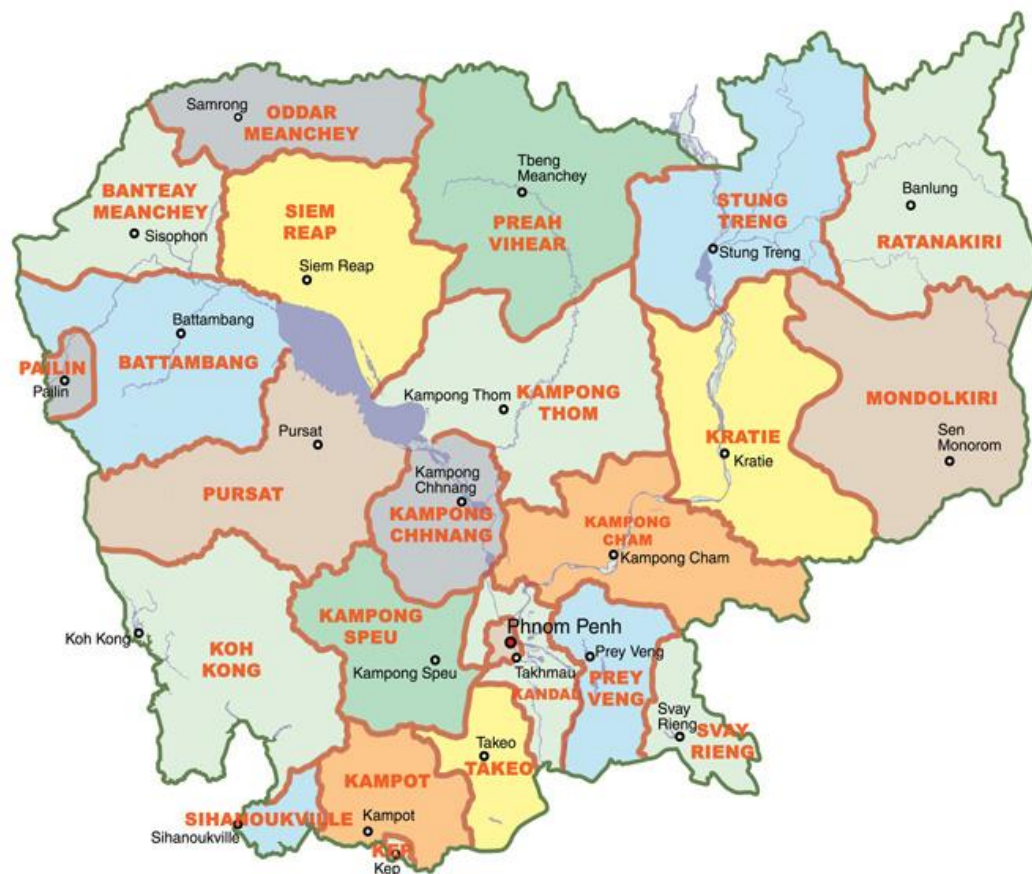 Samrong
ODDAR
MEANCHEY
Tbeng
Meanchey
BANTEAY
MEANCHEY
SIEM
REAP
PREAH
VIHEAR
STUNG
TRENG
Banlung
RATANAKIRI
Sisophon
Siem Reap
Stung Treng
Battambang
BATTAMBANG
PAILIN
Pailin
Kampong Thom
KAMPONG
THOM
MONDOLKIRI
Pursat
PURSAT
KRATIE
Kratie
Sen
Monorom
Kampong
Chhnang
KAMPONG
CHHNANG
KAMPONG
CHAM
Kampong Cham
KAMPONG
SPEU
Kampong Speu
Koh Kong
KOH
KONG
Phnom Penh
Takhmau
KANDAL
Prey Veng
PREY
VENG
Svay
Rieng
SVAY
RIENG
Takeo
TAKEO
KAMPOT
Kampot
SIHANOUKVILLE
Sihanoukville
KEP
Kep